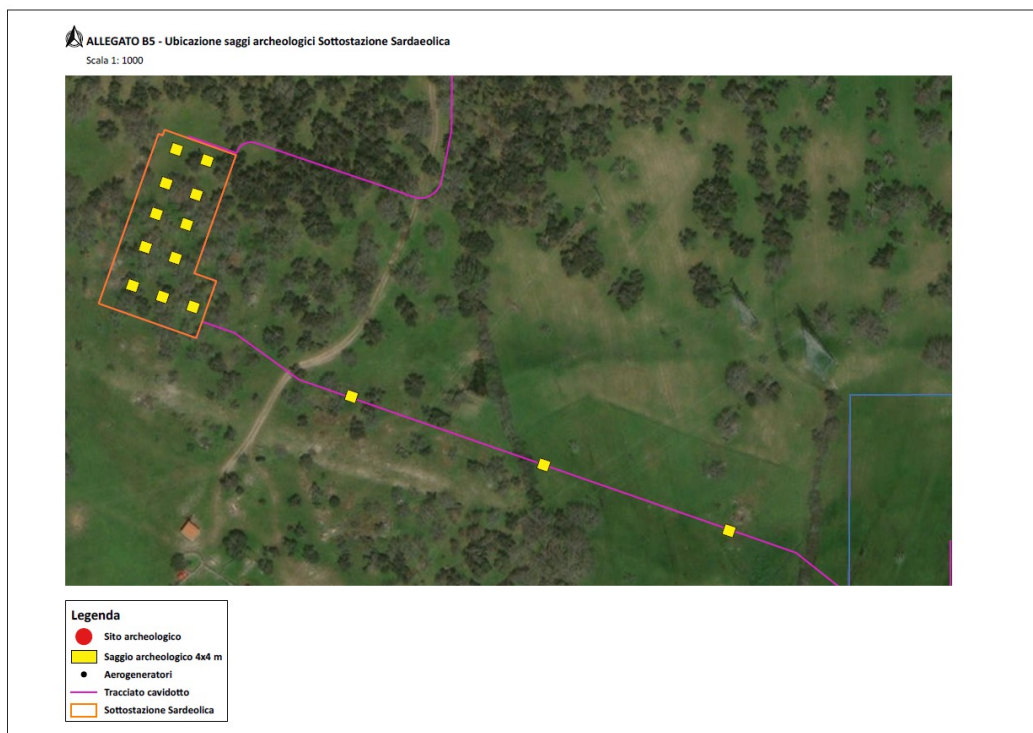 ALLEGATO B5 - Ubicazione saggi archeologici Sottostazione Sardaeolica
Scala 1: 1000
Legenda
Sito archeologico
Saggio archeologico 4x4 m
Aerogeneratori
Tracciato cavidotto
Sottostazione Sardeolica